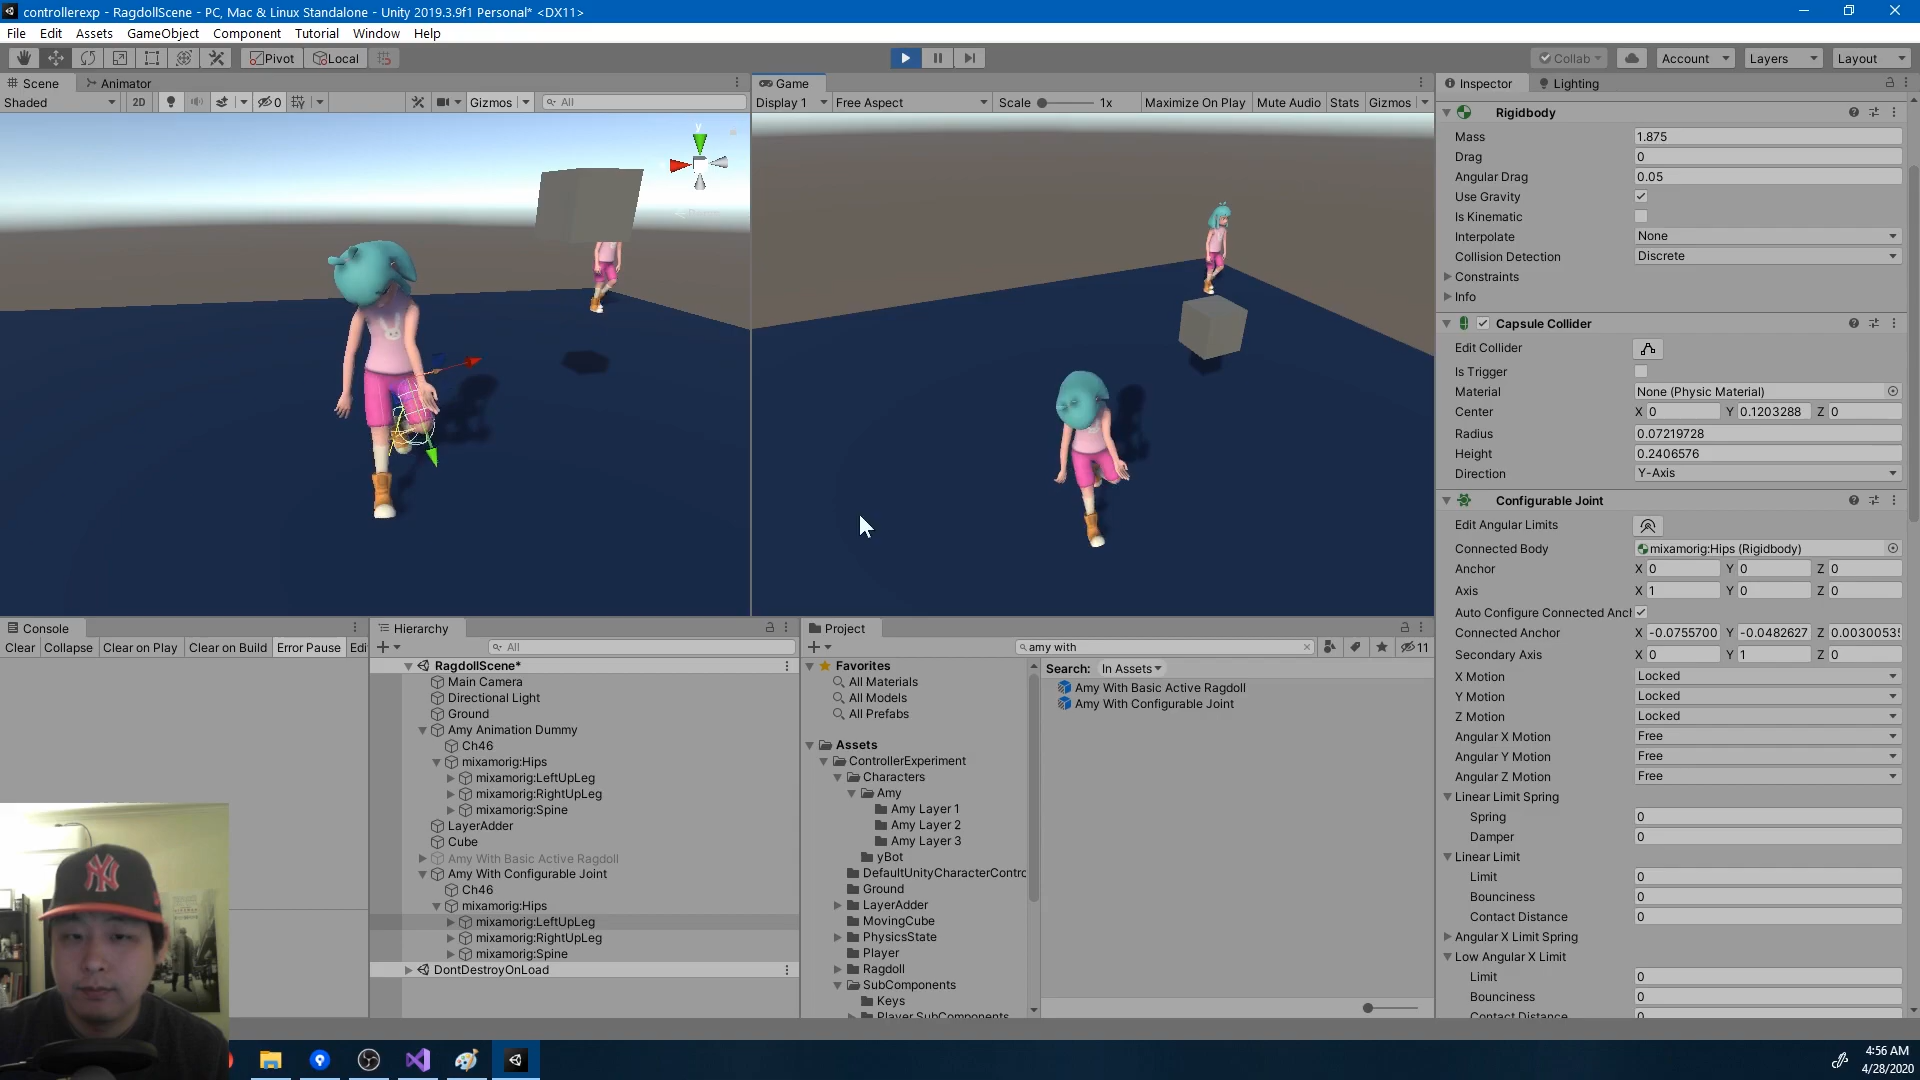 controllerexp - RagdollScene - PC, Mac & Linux Standalone - Unity 2019.3.9f1 Personal* <DX11>
File Edit Assets GameObject Component Tutorial Window Help
Pivot Local Collab Account Layers Layout
Scene Animator
Shaded 2D 0 Gizmos All
y
Game
Display 1 Free Aspect Scale 1x Maximize On Play Mute Audio Stats Gizmos
Inspector Lighting
Rigidbody
Mass 1.875
Drag 0
Angular Drag 0.05
Use Gravity
Is Kinematic
Interpolate None
Collision Detection Discrete
Constraints
Info
Capsule Collider
Edit Collider
Is Trigger
Material None (Physic Material)
Center X 0 Y 0.1203288 Z 0
Radius 0.07219728
Height 0.2406576
Direction Y-Axis
Configurable Joint
Edit Angular Limits
Connected Body mixamorig:Hips (Rigidbody)
Anchor X 0 Y 0 Z 0
Axis X 1 Y 0 Z 0
Auto Configure Connected Anc
Connected Anchor X -0.0755700 Y -0.0482627 Z 0.0030053
Secondary Axis X 0 Y 1 Z 0
X Motion Locked
Y Motion Locked
Z Motion Locked
Angular X Motion Free
Angular Y Motion Free
Angular Z Motion Free
Linear Limit Spring
Spring 0
Damper 0
Linear Limit
Limit 0
Bounciness 0
Contact Distance 0
Angular X Limit Spring
Low Angular X Limit
Limit 0
Bounciness 0
Contact Distance 0
Console
Clear Collapse Clear on Play Clear on Build Error Pause Edi
Hierarchy
All
RagdollScene*
Main Camera
Directional Light
Ground
Amy Animation Dummy
Ch46
mixamorig:Hips
mixamorig:LeftUpLeg
mixamorig:RightUpLeg
mixamorig:Spine
LayerAdder
Cube
Amy With Basic Active Ragdoll
Amy With Configurable Joint
Ch46
mixamorig:Hips
mixamorig:LeftUpLeg
mixamorig:RightUpLeg
mixamorig:Spine
DontDestroyOnLoad
Project
amy with 11
Favorites
All Materials
All Models
All Prefabs
Assets
ControllerExperiment
Characters
Amy
Amy Layer 1
Amy Layer 2
Amy Layer 3
yBot
DefaultUnityCharacterContro
Ground
LayerAdder
MovingCube
PhysicsState
Player
Ragdoll
SubComponents
Keys
Player SubComponents
Search: In Assets
Amy With Basic Active Ragdoll
Amy With Configurable Joint
4:56 AM
4/28/2020